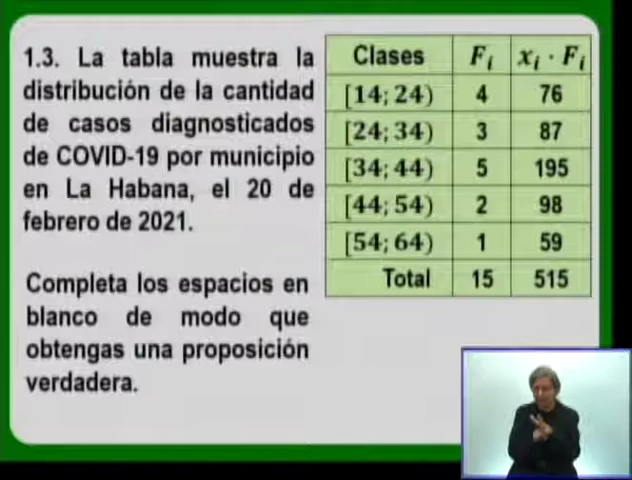 1.3. La tabla muestra la
distribución de la cantidad
de casos diagnosticados
de COVID-19 por municipio
en La Habana, el 20 de
febrero de 2021.
Completa los espacios en
blanco de modo que
obtengas una proposición
verdadera.
Clases F_i x_i · F_i
[14; 24) 4 76
[24; 34) 3 87
[34; 44) 5 195
[44; 54) 2 98
[54; 64) 1 59
Total 15 515